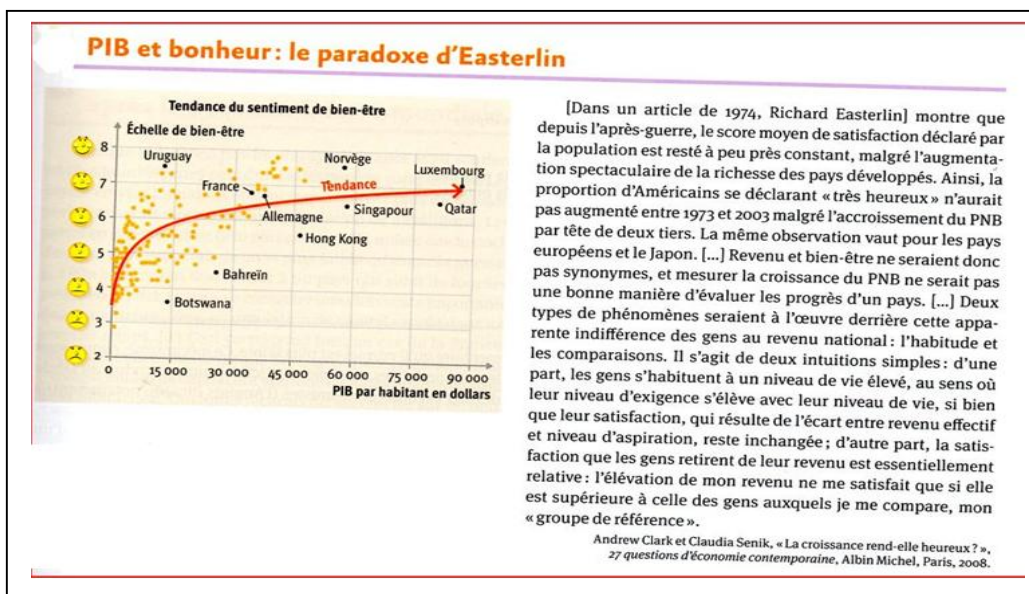 PIB et bonheur : le paradoxe d'Easterlin
Tendance du sentiment de bien-être
Échelle de bien-être
8
7
6
5
4
3
2
Uruguay
Norvège
Luxembourg
France
Tendance
Allemagne
Singapour
Qatar
Hong Kong
Bahreïn
Botswana
0
15 000
30 000
45 000
60 000
75 000
90 000
PIB par habitant en dollars
[Dans un article de 1974, Richard Easterlin] montre que
depuis l'après-guerre, le score moyen de satisfaction déclaré par
la population est resté à peu près constant, malgré l'augmenta-
tion spectaculaire de la richesse des pays développés. Ainsi, la
proportion d'Américains se déclarant « très heureux » n'aurait
pas augmenté entre 1973 et 2003 malgré l'accroissement du PNB
par tête de deux tiers. La même observation vaut pour les pays
européens et le Japon. [...] Revenu et bien-être ne seraient donc
pas synonymes, et mesurer la croissance du PNB ne serait pas
une bonne manière d'évaluer les progrès d'un pays. [...] Deux
types de phénomènes seraient à l'œuvre derrière cette appa-
rente indifférence des gens au revenu national : l'habitude et
les comparaisons. Il s'agit de deux intuitions simples : d'une
part, les gens s'habituent à un niveau de vie élevé, au sens où
leur niveau d'exigence s'élève avec leur niveau de vie, si bien
que leur satisfaction, qui résulte de l'écart entre revenu effectif
et niveau d'aspiration, reste inchangée ; d'autre part, la satis-
faction que les gens retirent de leur revenu est essentiellement
relative : l'élévation de mon revenu ne me satisfait que si elle
est supérieure à celle des gens auxquels je me compare, mon
« groupe de référence ».
Andrew Clark et Claudia Senik, « La croissance rend-elle heureux ? »,
27 questions d'économie contemporaine, Albin Michel, Paris, 2008.